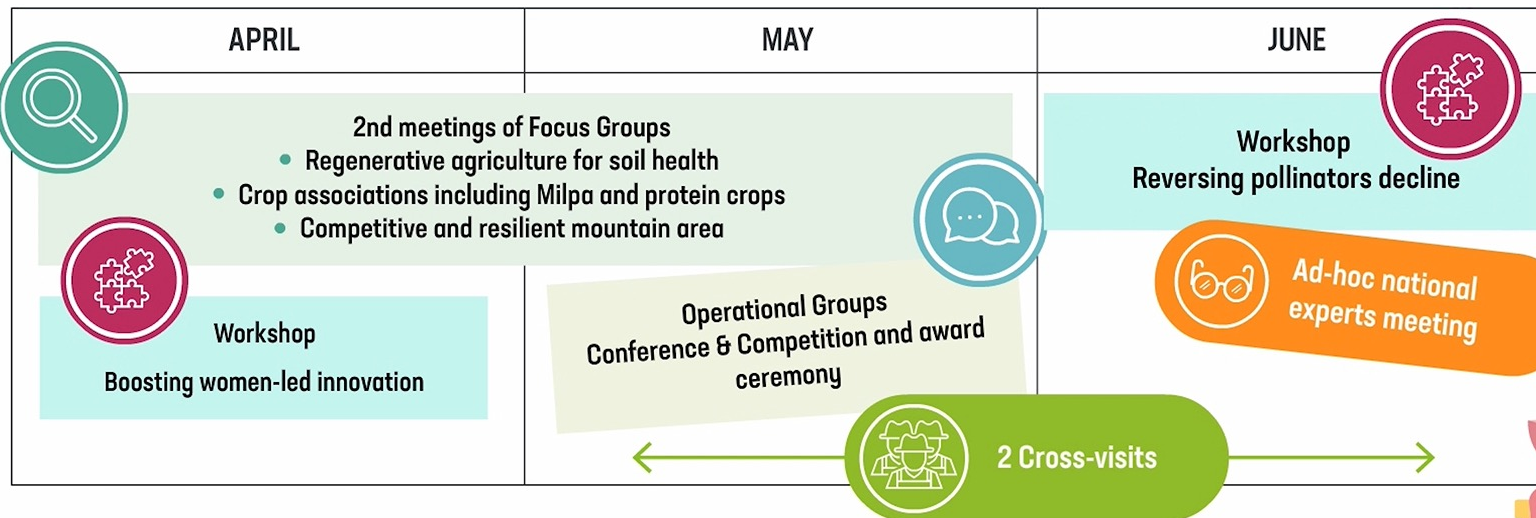 APRIL
MAY
JUNE
2nd meetings of Focus Groups
• Regenerative agriculture for soil health
• Crop associations including Milpa and protein crops
• Competitive and resilient mountain area
Workshop
Boosting women-led innovation
Operational Groups
Conference & Competition and award
ceremony
Workshop
Reversing pollinators decline
Ad-hoc national
experts meeting
2 Cross-visits